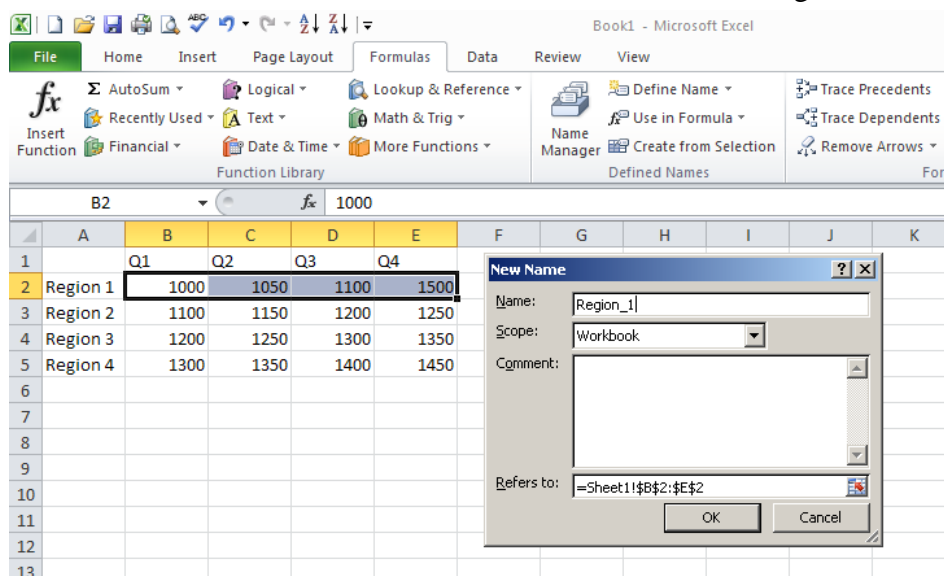 Book1 - Microsoft Excel
File Home Insert Page Layout Formulas Data Review View
Σ AutoSum Logical Lookup & Reference Define Name Trace Precedents
fx Recently Used A Text θ Math & Trig fx Use in Formula Trace Dependents
Insert Function Financial Date & Time More Functions Name Manager Create from Selection Remove Arrows
Function Library Defined Names For
B2 fx 1000
A B C D E F G H I J K
1 Q1 Q2 Q3 Q4
2 Region 1 1000 1050 1100 1500
3 Region 2 1100 1150 1200 1250
4 Region 3 1200 1250 1300 1350
5 Region 4 1300 1350 1400 1450
6
7
8
9
10
11
12
13
New Name ? X
Name: Region_1
Scope: Workbook
Comment:
Refers to: =Sheet1!$B$2:$E$2
OK Cancel